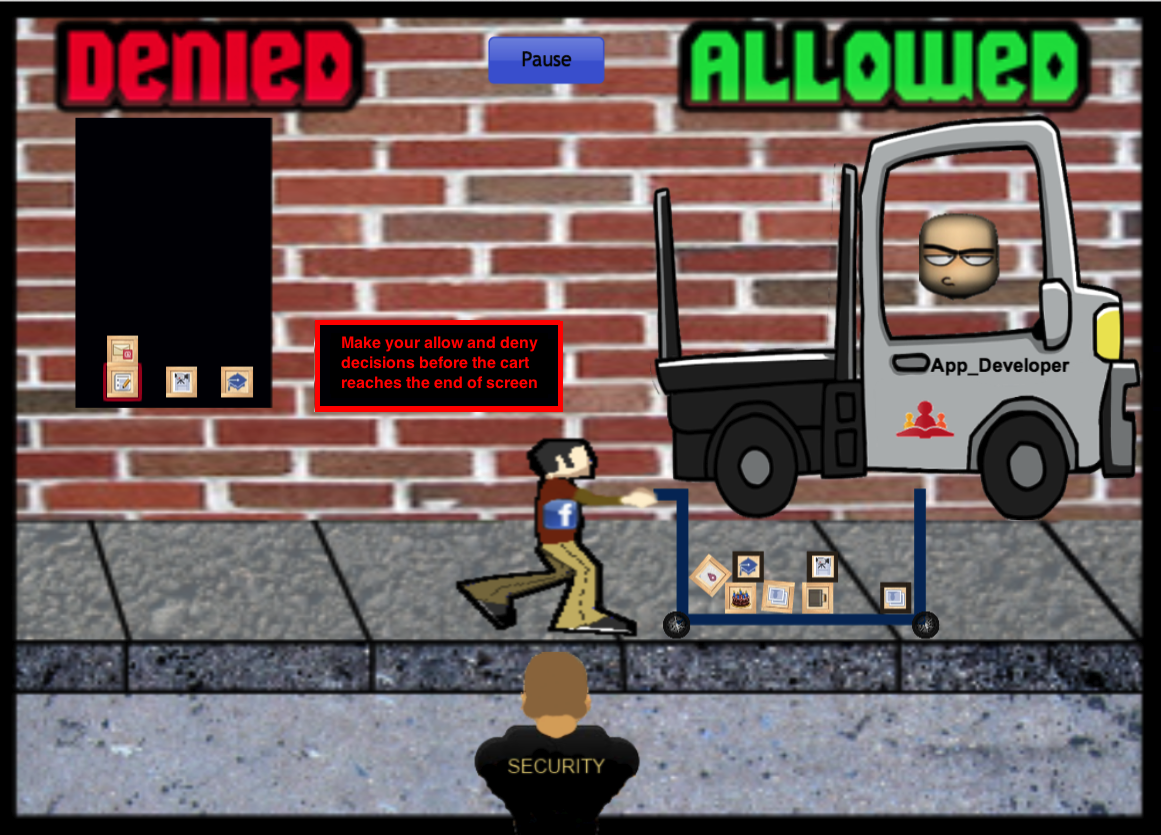 DENIED
Pause
ALLOWED
Make your allow and deny
decisions before the cart
reaches the end of screen
App_Developer
f
SECURITY